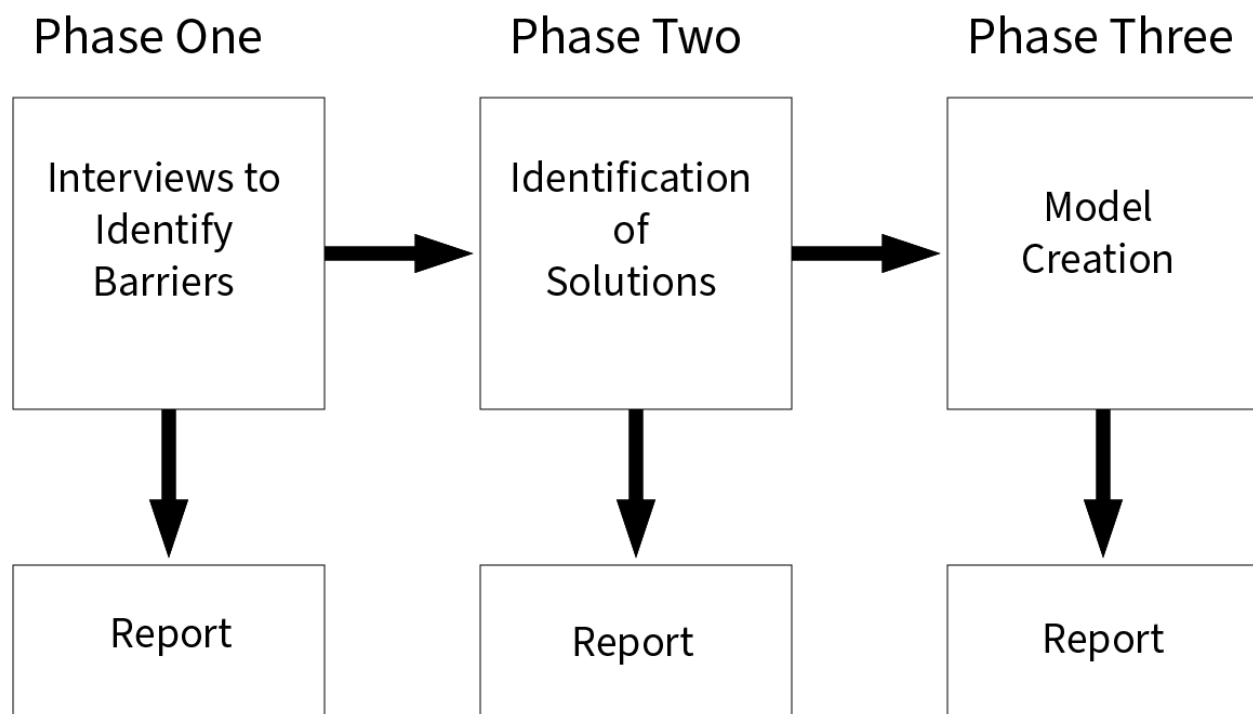 Phase One
Phase Two
Phase Three
Interviews to
Identify
Barriers
Identification
of
Solutions
Model
Creation
Report
Report
Report